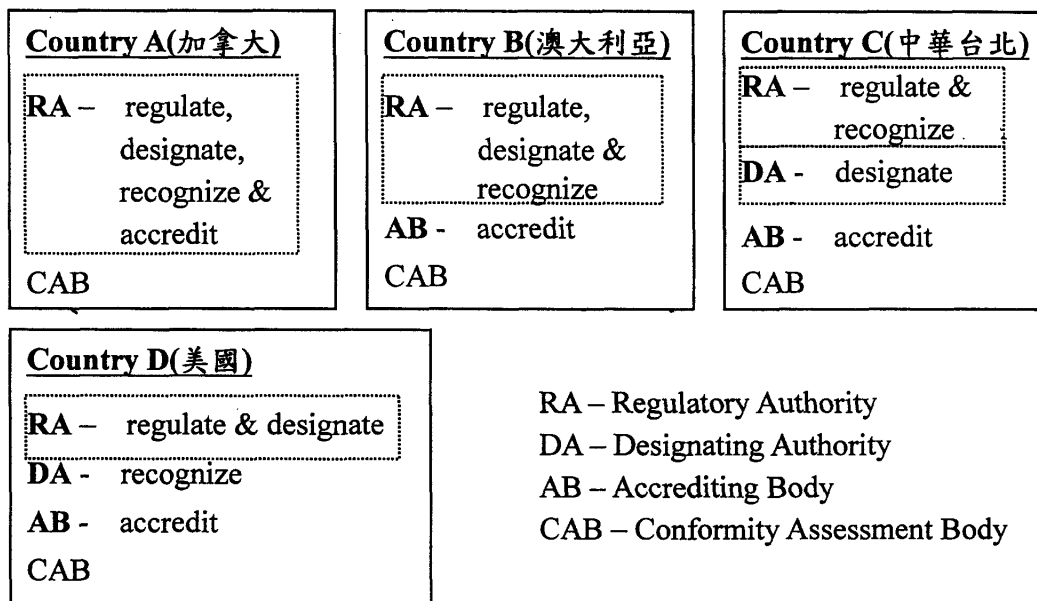 Country A(加拿大)
RA – regulate,
designate,
recognize &
accredit
CAB
Country B(澳大利亞)
RA – regulate,
designate &
recognize
AB - accredit
CAB
Country C(中華台北)
RA – regulate &
recognize
DA - designate
AB - accredit
CAB
Country D(美國)
RA – regulate & designate
DA - recognize
AB - accredit
CAB
RA – Regulatory Authority
DA – Designating Authority
AB – Accrediting Body
CAB – Conformity Assessment Body